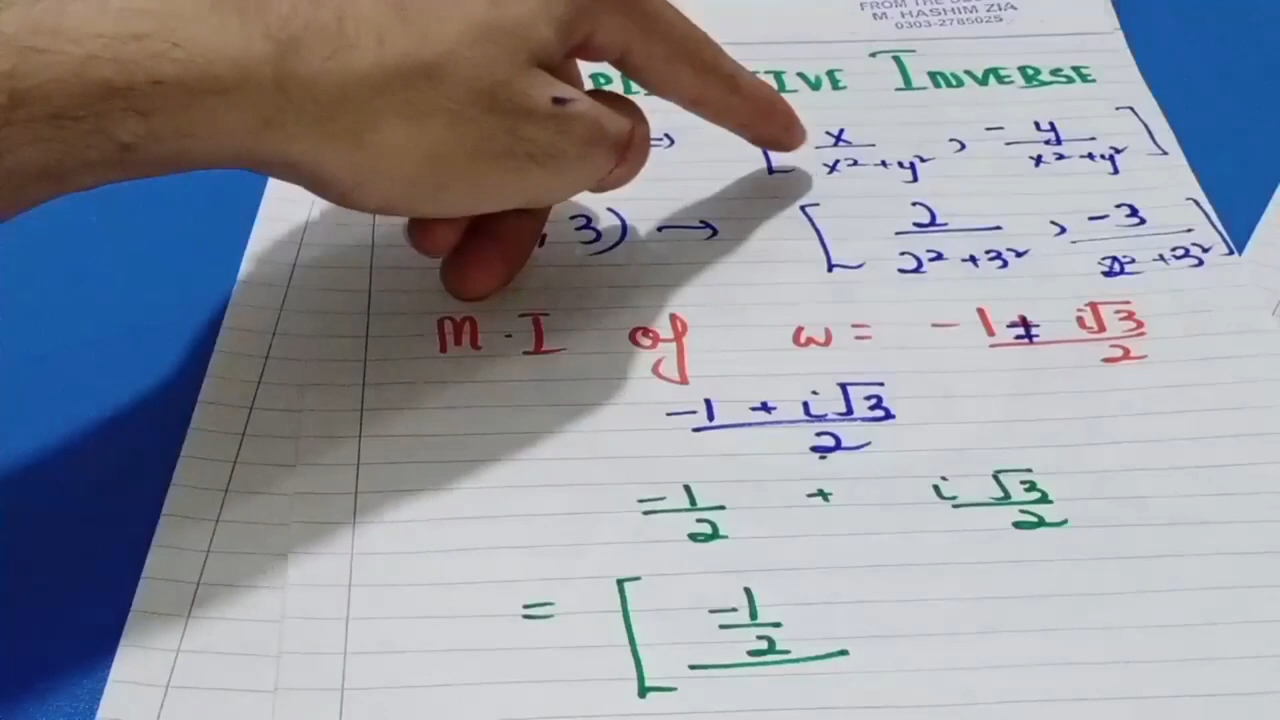 M. HASHIM ZIA
0303-2785025
INVERSE
⇒ [ x/(x²+y²) , -y/(x²+y²) ]
, 3) → [ 2/(2²+3²) , -3/(2²+3²) ]
M.I of ω = (-1 + i√3)/2
(-1 + i√3)/2
-1/2 + i√3/2
= [ -1/2